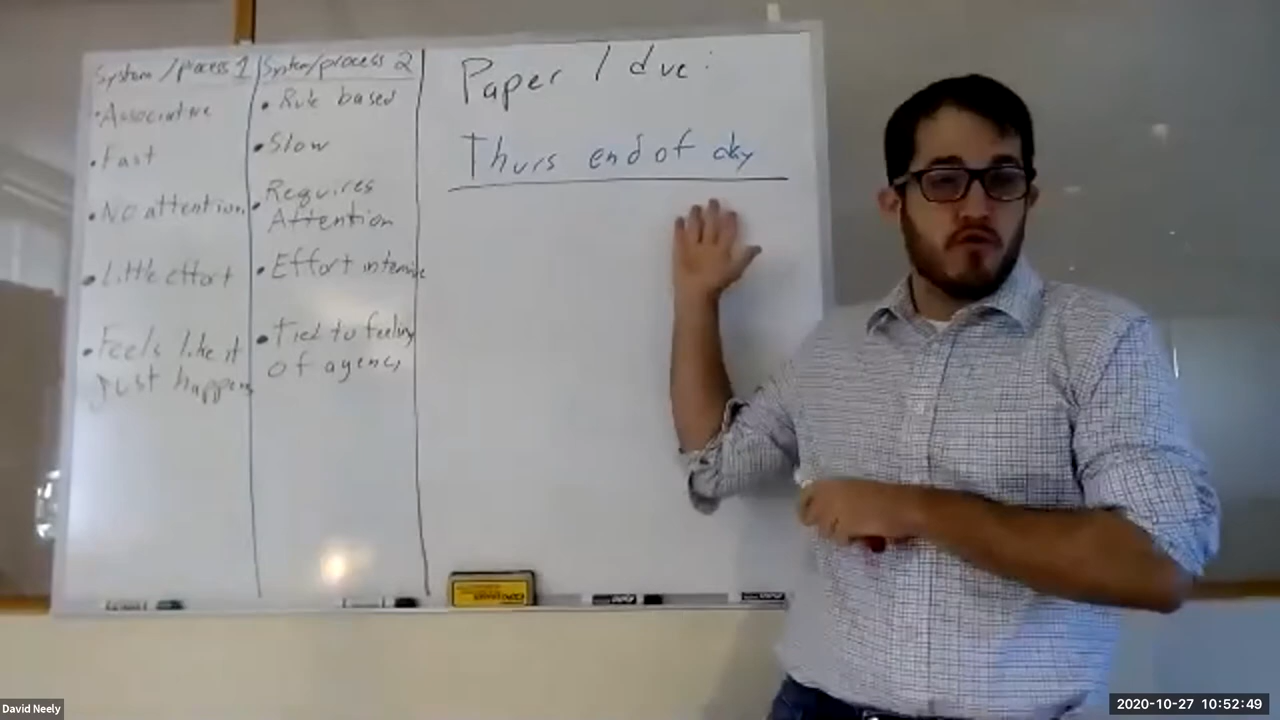 System/process 1
• Associative
• Fast
• No attention
• Little effort
• Feels like it
just happens
System/process 2
• Rule based
• Slow
• Requires
Attention
• Effort intensive
• Tied to feeling
of agency
Paper 1 due:
Thurs end of day
EXPO
David Neely
2020-10-27 10:52:49